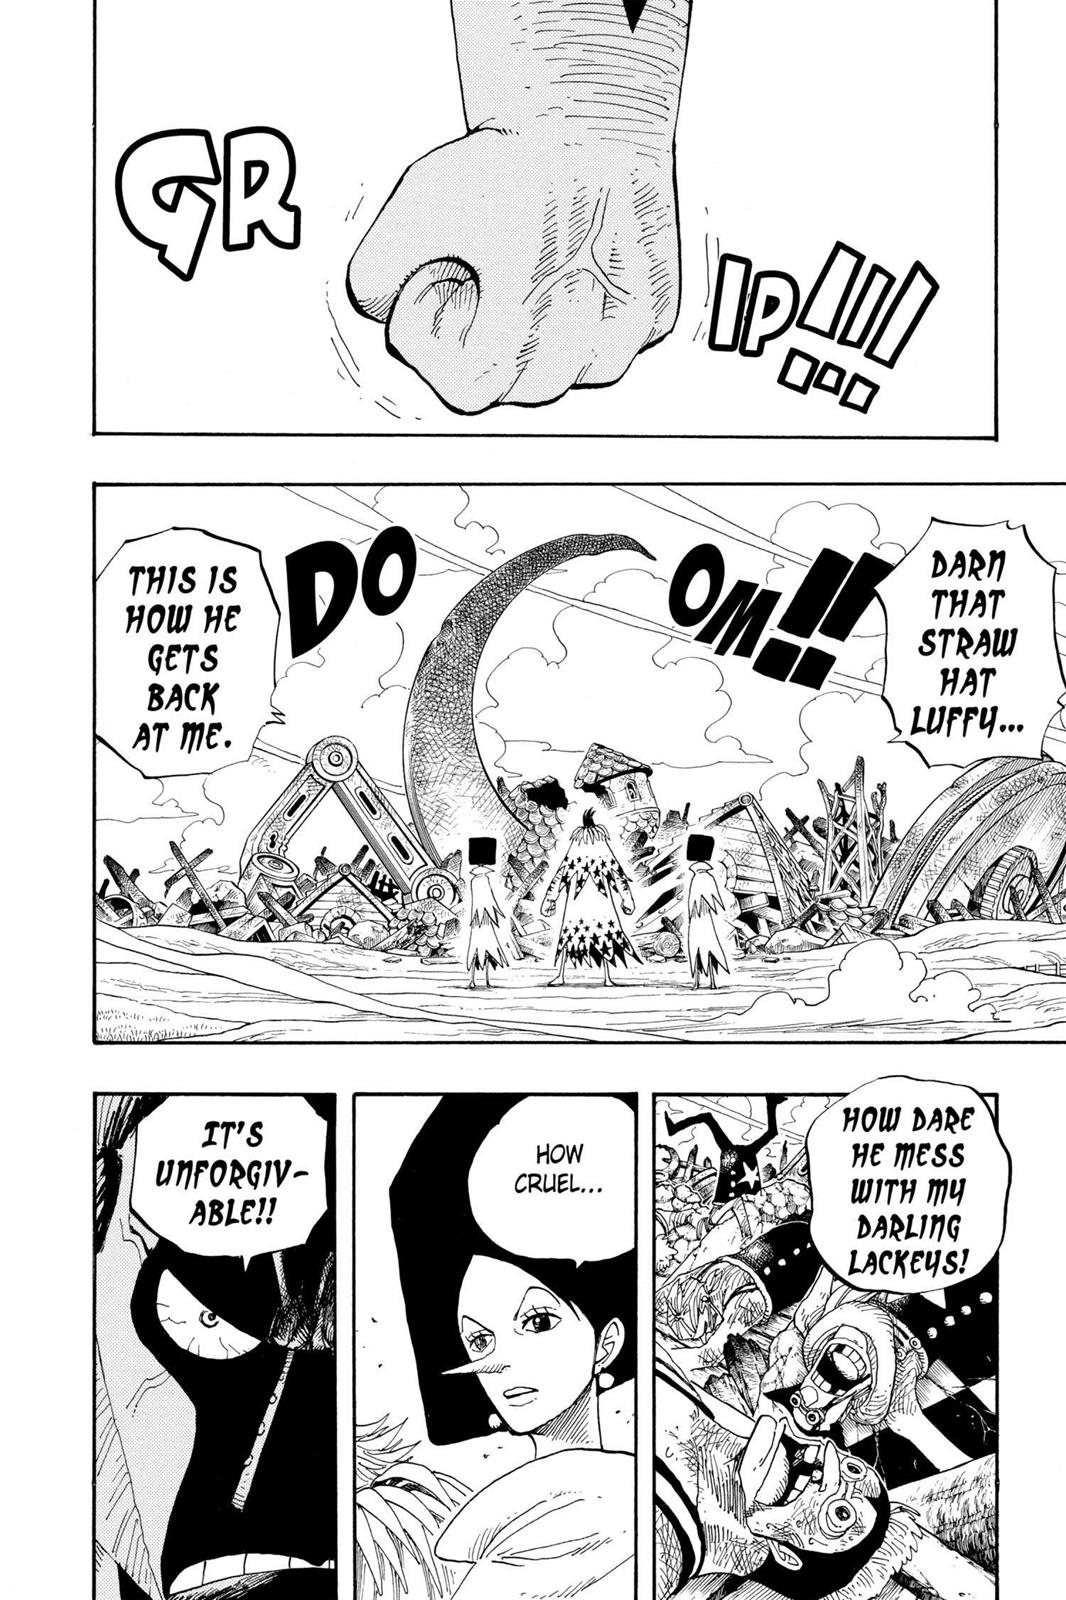 GR
IP!!!
DARN
THAT
STRAW
HAT
LUFFY...
DO
OM!!
THIS IS
HOW HE
GETS
BACK
AT ME.
HOW DARE
HE MESS
WITH MY
DARLING
LACKEYS!
HOW
CRUEL...
IT'S
UNFORGIV-
ABLE!!